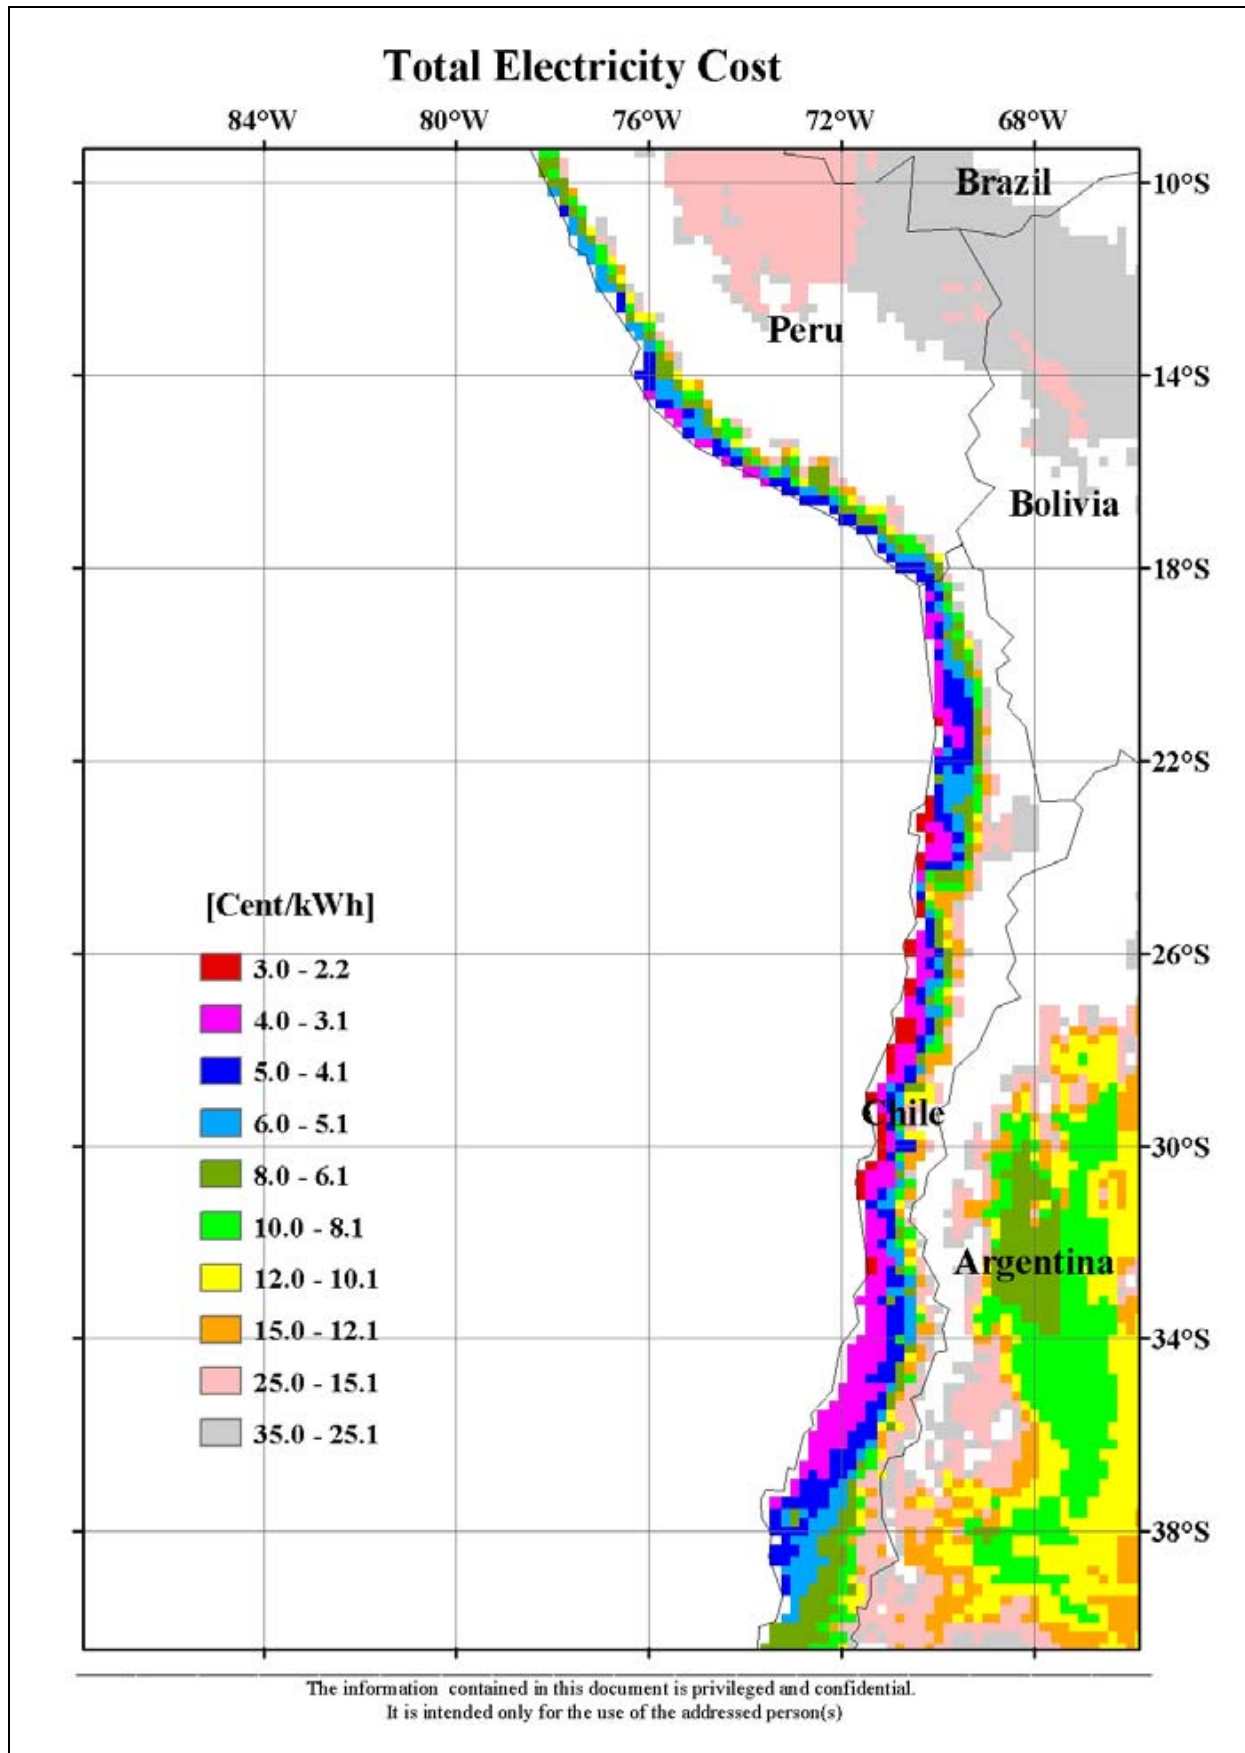 Total Electricity Cost
84°W 80°W 76°W 72°W 68°W
Brazil
10°S
Peru
14°S
Bolivia
18°S
22°S
[Cent/kWh]
26°S
3.0 - 2.2
4.0 - 3.1
5.0 - 4.1
Chile
6.0 - 5.1
30°S
8.0 - 6.1
10.0 - 8.1
Argentina
12.0 - 10.1
15.0 - 12.1
34°S
25.0 - 15.1
35.0 - 25.1
38°S
The information contained in this document is privileged and confidential.
It is intended only for the use of the addressed person(s)